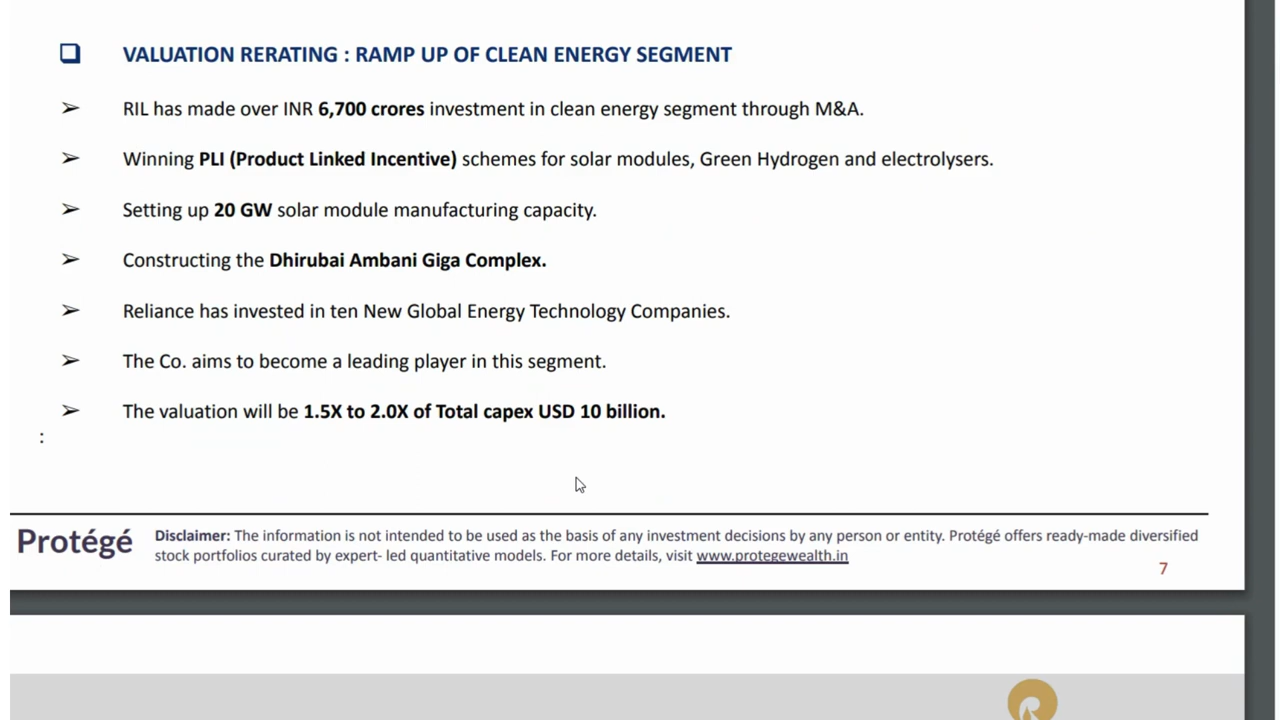 VALUATION RERATING : RAMP UP OF CLEAN ENERGY SEGMENT
RIL has made over INR 6,700 crores investment in clean energy segment through M&A.
Winning PLI (Product Linked Incentive) schemes for solar modules, Green Hydrogen and electrolysers.
Setting up 20 GW solar module manufacturing capacity.
Constructing the Dhirubai Ambani Giga Complex.
Reliance has invested in ten New Global Energy Technology Companies.
The Co. aims to become a leading player in this segment.
The valuation will be 1.5X to 2.0X of Total capex USD 10 billion.
:
Protégé
Disclaimer: The information is not intended to be used as the basis of any investment decisions by any person or entity. Protégé offers ready-made diversified
stock portfolios curated by expert- led quantitative models. For more details, visit www.protegewealth.in
7